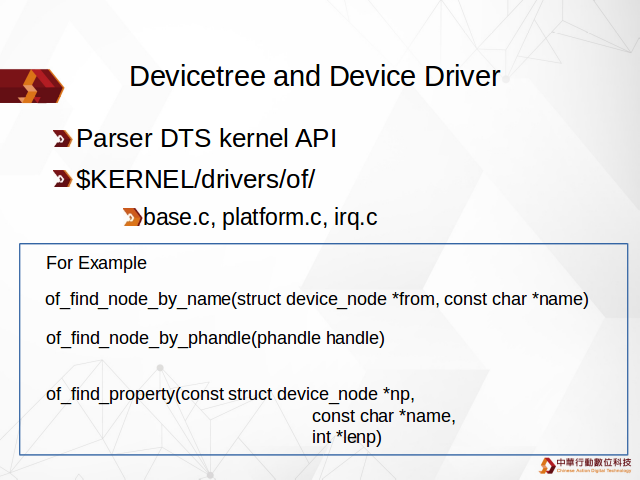 Devicetree and Device Driver
Parser DTS kernel API
$KERNEL/drivers/of/
base.c, platform.c, irq.c
For Example
of_find_node_by_name(struct device_node *from, const char *name)
of_find_node_by_phandle(phandle handle)
of_find_property(const struct device_node *np,
const char *name,
int *lenp)
中華行動數位科技
Chinese Action Digital Technology